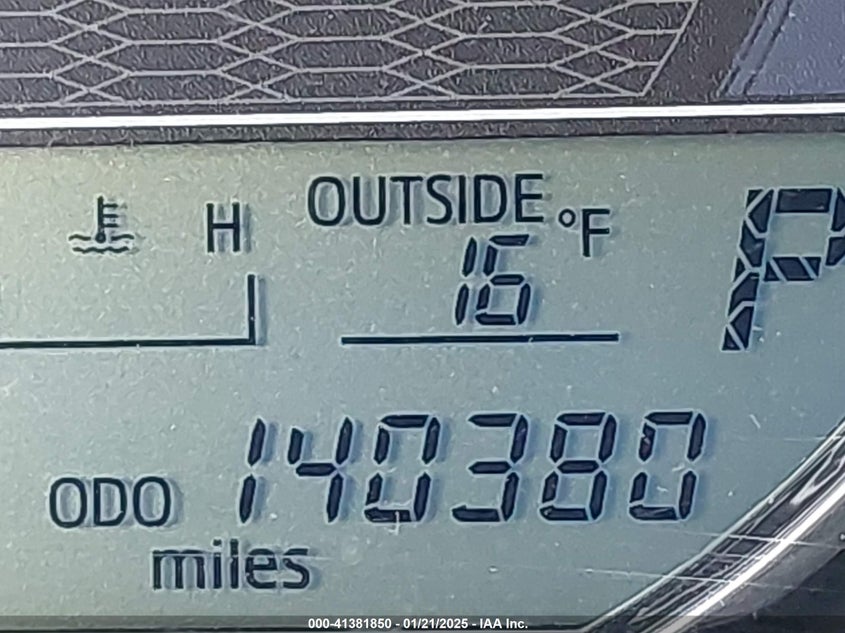 H
OUTSIDE °F
16
P
ODO 140380
miles
000-41381850 - 01/21/2025 - IAA Inc.